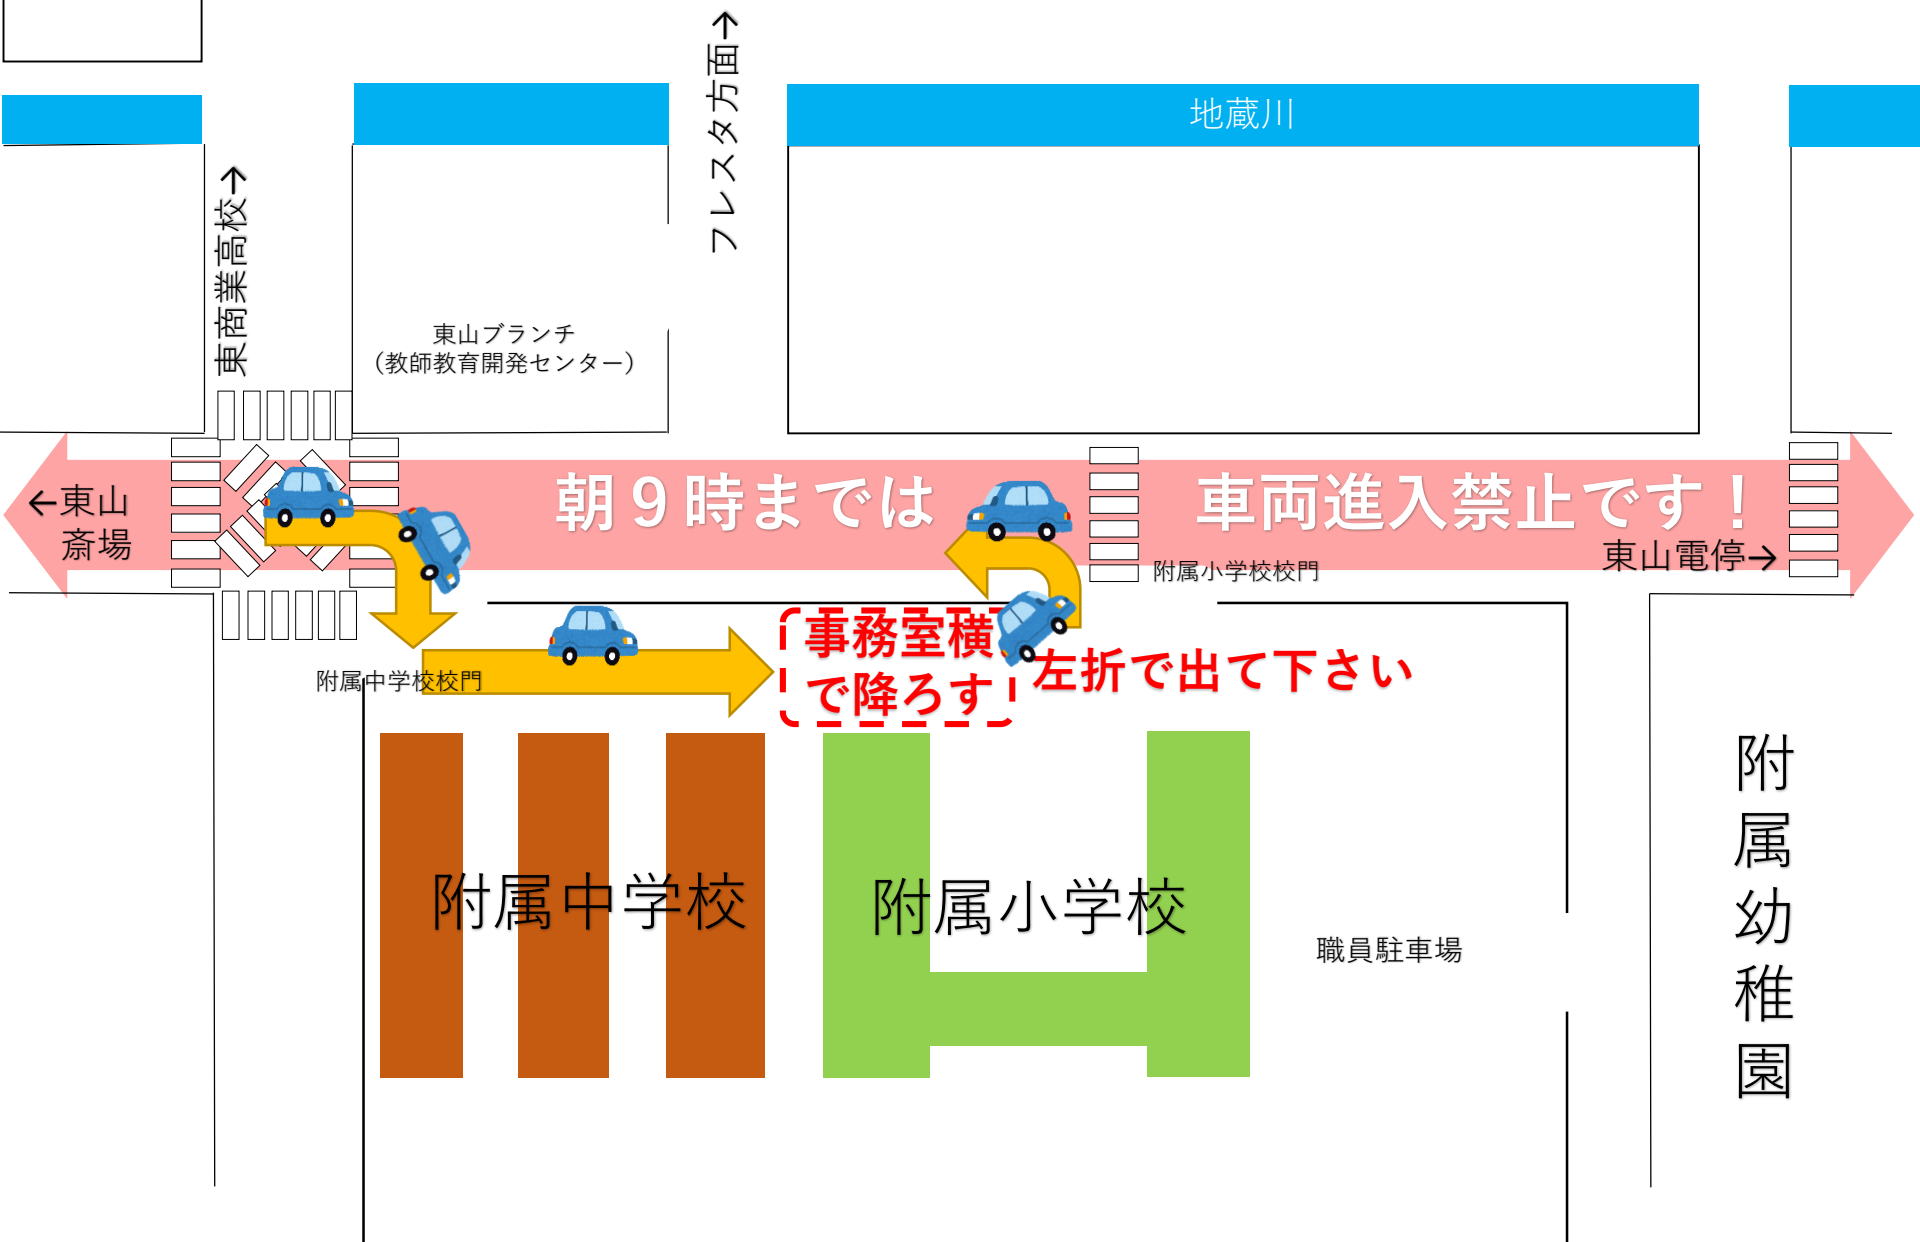 フレスタ方面→
地蔵川
東商業高校→
東山ブランチ
（教師教育開発センター）
朝９時までは
車両進入禁止です！
←東山
斎場
東山電停→
附属小学校校門
事務室横
で降ろす
左折で出て下さい
附属中学校校門
附属中学校
附属小学校
職員駐車場
附属幼稚園